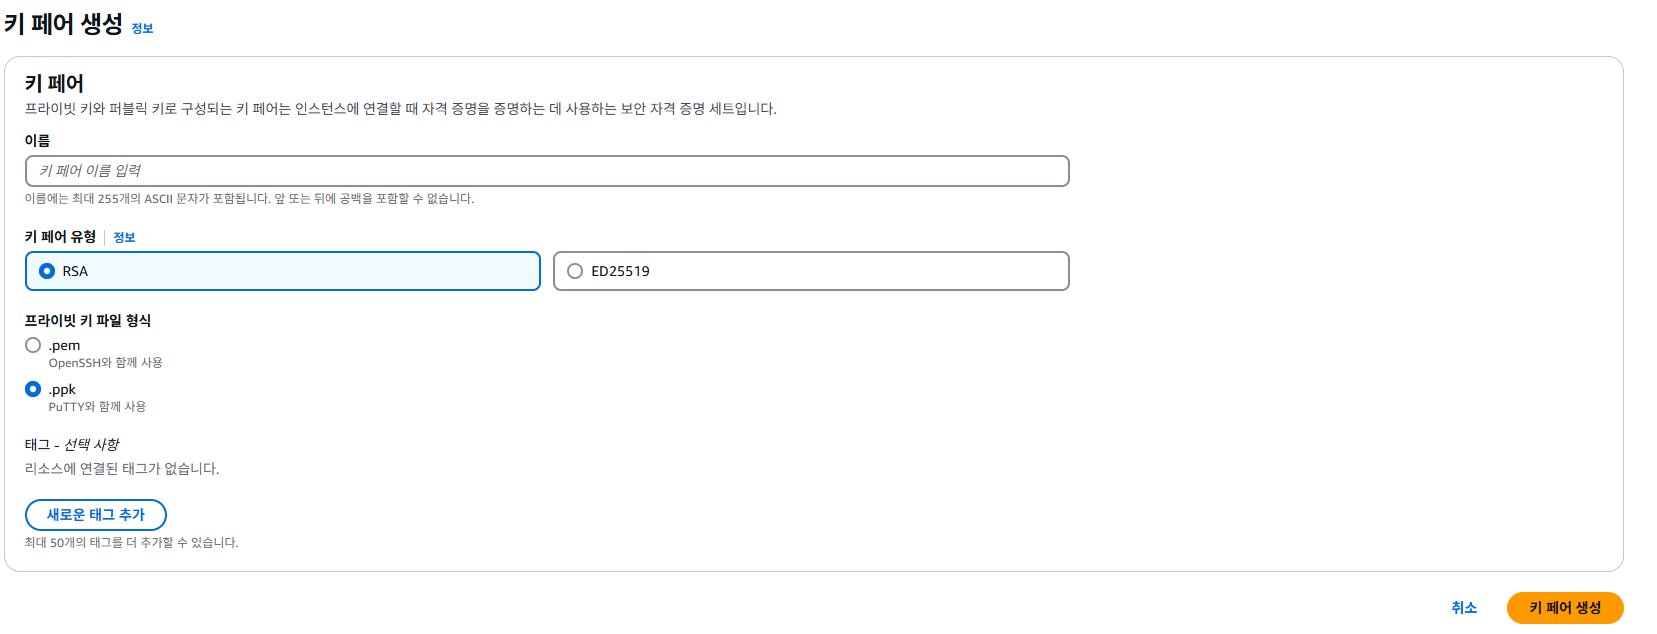 키 페어 생성 정보
키 페어
프라이빗 키와 퍼블릭 키로 구성되는 키 페어는 인스턴스에 연결할 때 자격 증명을 증명하는 데 사용하는 보안 자격 증명 세트입니다.
이름
키 페어 이름 입력
이름에는 최대 255개의 ASCII 문자가 포함됩니다. 앞 또는 뒤에 공백을 포함할 수 없습니다.
키 페어 유형 정보
RSA ED25519
프라이빗 키 파일 형식
.pem
OpenSSH와 함께 사용
.ppk
PuTTY와 함께 사용
태그 - 선택 사항
리소스에 연결된 태그가 없습니다.
새로운 태그 추가
최대 50개의 태그를 더 추가할 수 있습니다.
취소 키 페어 생성